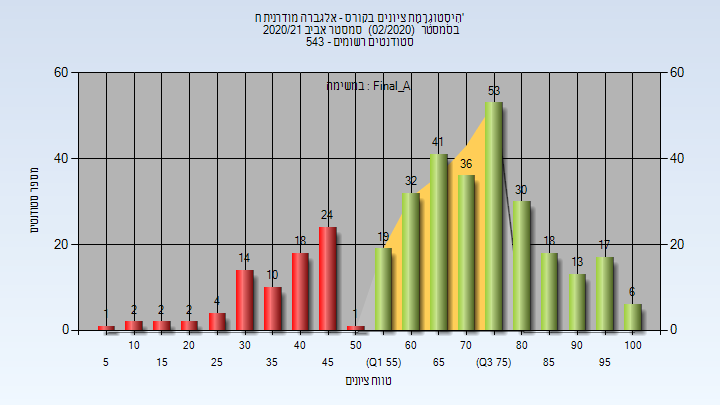 היסטוגרמת ציונים בקורס - אלגברה מודרנית ח'
בסמסטר (02/2020) סמסטר אביב 2020/21
סטודנטים רשומים - 543
במשימה : Final_A
60 60
40 40
20 20
0 0
מספר סטודנטים
1 2 2 2 4 14 10 18 24 1 19 32 41 36 53 30 18 13 17 6
10 20 30 40 50 60 70 80 90 100
5 15 25 35 45 (Q1 55) 65 (Q3 75) 85 95
טווח ציונים